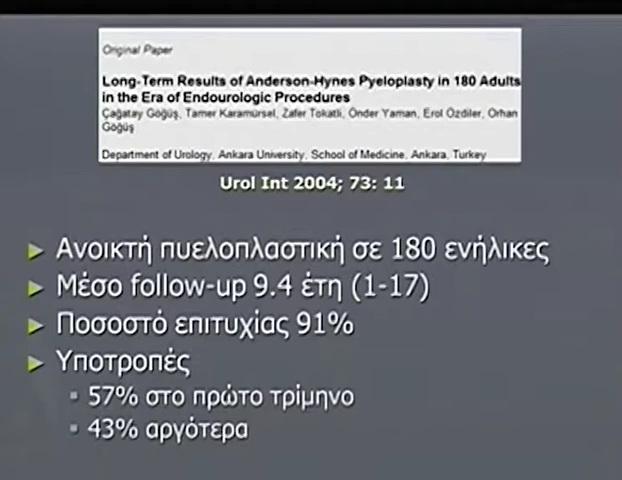 Original Paper
Long-Term Results of Anderson-Hynes Pyeloplasty in 180 Adults
in the Era of Endourologic Procedures
Çağatay Göğüş, Tamer Karamürsel, Zafer Tokatlı, Önder Yaman, Erol Özdiler, Orhan
Göğüş
Department of Urology, Ankara University, School of Medicine, Ankara, Turkey
Urol Int 2004; 73: 11
Ανοικτή πυελοπλαστική σε 180 ενήλικες
Μέσο follow-up 9.4 έτη (1-17)
Ποσοστό επιτυχίας 91%
Υποτροπές
57% στο πρώτο τρίμηνο
43% αργότερα